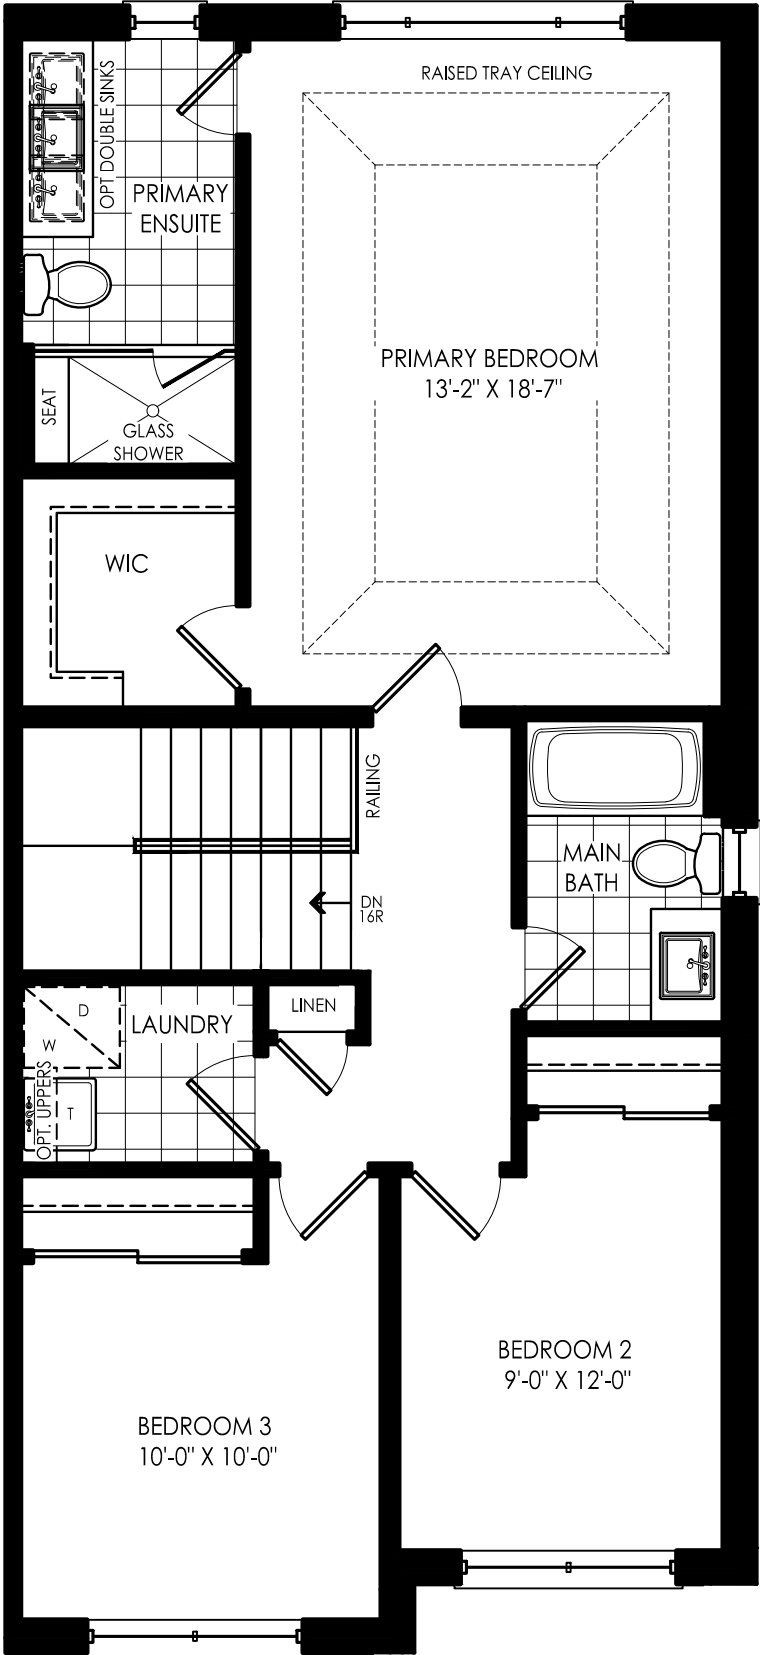 RAISED TRAY CEILING
OPT DOUBLE SINKS
PRIMARY
ENSUITE
PRIMARY BEDROOM
13'-2" X 18'-7"
SEAT
GLASS
SHOWER
WIC
RAILING
MAIN
BATH
DN
16R
LINEN
D
W
LAUNDRY
OPT. UPPERS
T
BEDROOM 2
9'-0" X 12'-0"
BEDROOM 3
10'-0" X 10'-0"